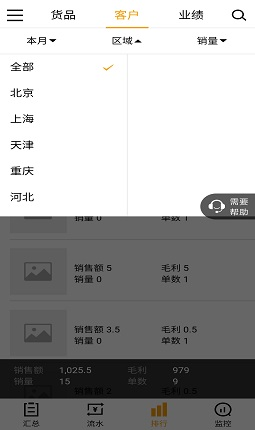 货品 客户 业绩
本月 区域 销量
全部
北京
上海
天津
重庆
河北
需要
帮助
销量 0 单数 1
销售额 5 毛利 5
销量 0 单数 1
销售额 3.5 毛利 0.5
销量 0 单数 1
销售额 1,025.5 毛利 979
销量 15 单数 9
汇总 流水 排行 监控